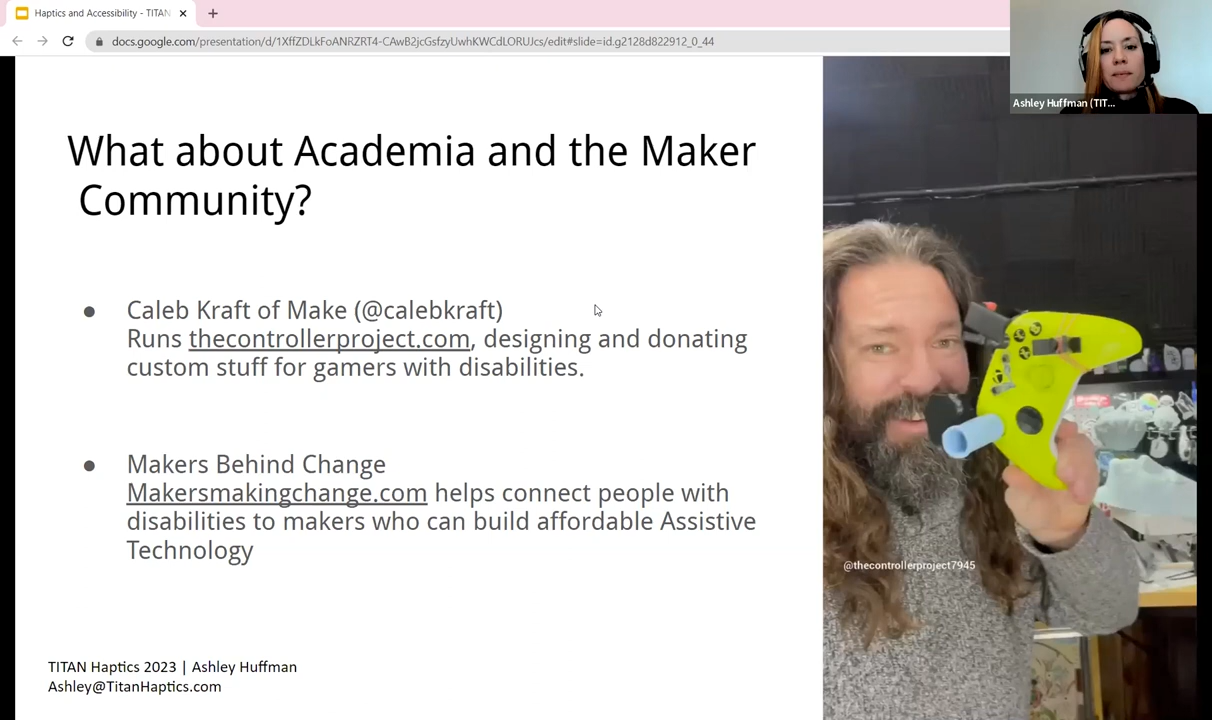 Haptics and Accessibility - TITAN
docs.google.com/presentation/d/1XffZDLkFoANRZRT4-CAwB2jcGsfzyUwhKWCdLORUJcs/edit#slide=id.g2128d822912_0_44
Ashley Huffman (TIT...
What about Academia and the Maker
Community?
● Caleb Kraft of Make (@calebkraft)
Runs thecontrollerproject.com, designing and donating
custom stuff for gamers with disabilities.
● Makers Behind Change
Makersmakingchange.com helps connect people with
disabilities to makers who can build affordable Assistive
Technology
@thecontrollerproject7945
TITAN Haptics 2023 | Ashley Huffman
Ashley@TitanHaptics.com